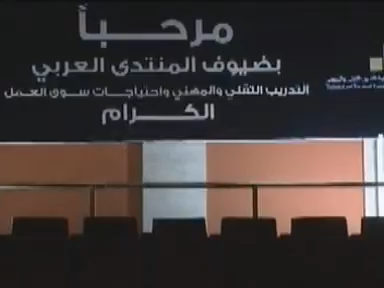 مرحباً
بضيوف المنتدى العربي
التدريب التقني والمهني واحتياجات سوق العمل
الكرام